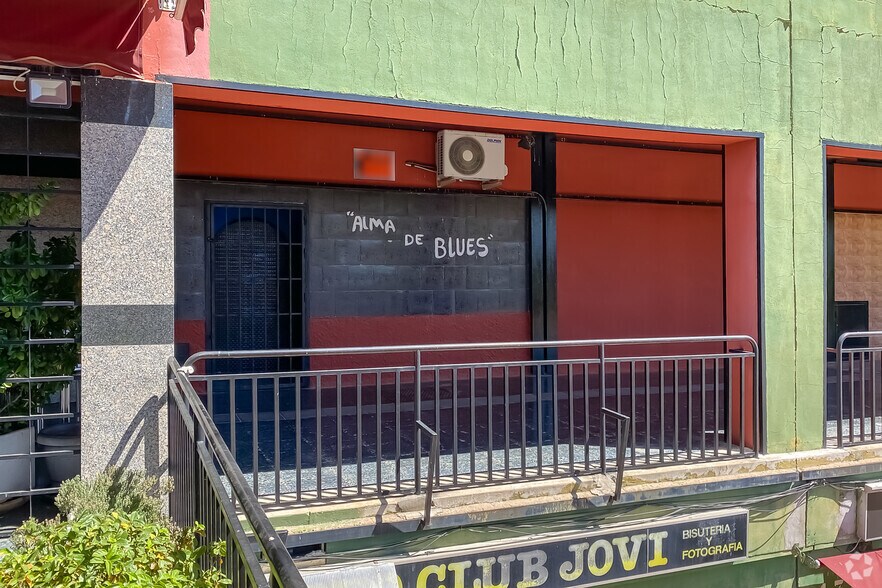 "ALMA
DE BLUES"
CLUB JOVI
BISUTERIA
Y
FOTOGRAFIA